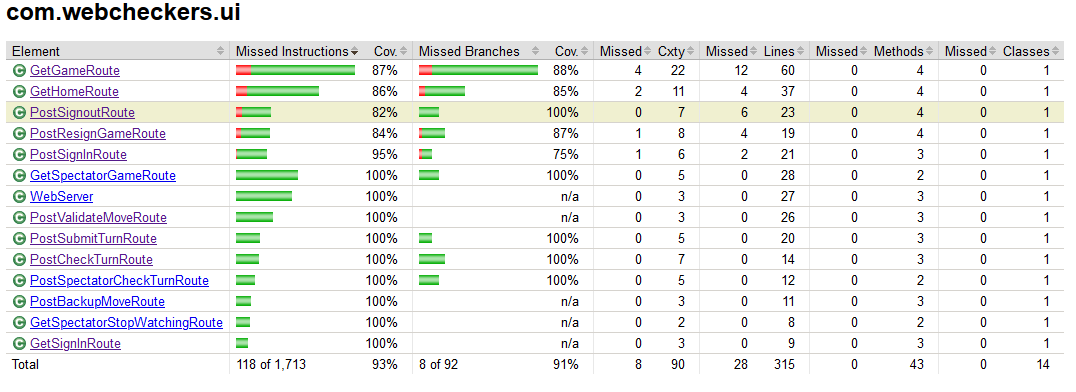 com.webcheckers.ui
Element Missed Instructions Cov. Missed Branches Cov. Missed Cxty Missed Lines Missed Methods Missed Classes
C GetGameRoute 87% 88% 4 22 12 60 0 4 0 1
C GetHomeRoute 86% 85% 2 11 4 37 0 4 0 1
C PostSignoutRoute 82% 100% 0 7 6 23 0 4 0 1
C PostResignGameRoute 84% 87% 1 8 4 19 0 4 0 1
C PostSignInRoute 95% 75% 1 6 2 21 0 3 0 1
C GetSpectatorGameRoute 100% 100% 0 5 0 28 0 2 0 1
C WebServer 100% n/a 0 3 0 27 0 3 0 1
C PostValidateMoveRoute 100% n/a 0 3 0 26 0 3 0 1
C PostSubmitTurnRoute 100% 100% 0 5 0 20 0 3 0 1
C PostCheckTurnRoute 100% 100% 0 7 0 14 0 3 0 1
C PostSpectatorCheckTurnRoute 100% 100% 0 5 0 12 0 2 0 1
C PostBackupMoveRoute 100% n/a 0 3 0 11 0 3 0 1
C GetSpectatorStopWatchingRoute 100% n/a 0 2 0 8 0 2 0 1
C GetSignInRoute 100% n/a 0 3 0 9 0 3 0 1
Total 118 of 1,713 93% 8 of 92 91% 8 90 28 315 0 43 0 14